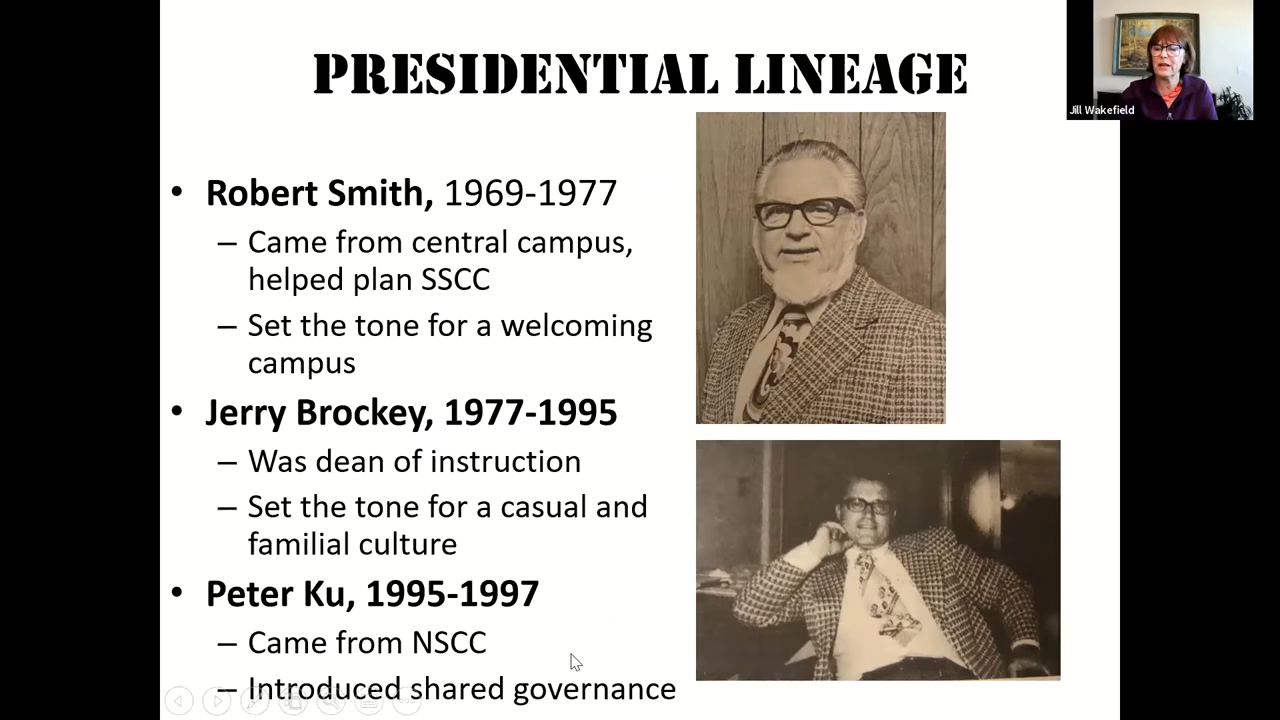 PRESIDENTIAL LINEAGE
Jill Wakefield
• Robert Smith, 1969-1977
– Came from central campus,
helped plan SSCC
– Set the tone for a welcoming
campus
• Jerry Brockey, 1977-1995
– Was dean of instruction
– Set the tone for a casual and
familial culture
• Peter Ku, 1995-1997
– Came from NSCC
– Introduced shared governance